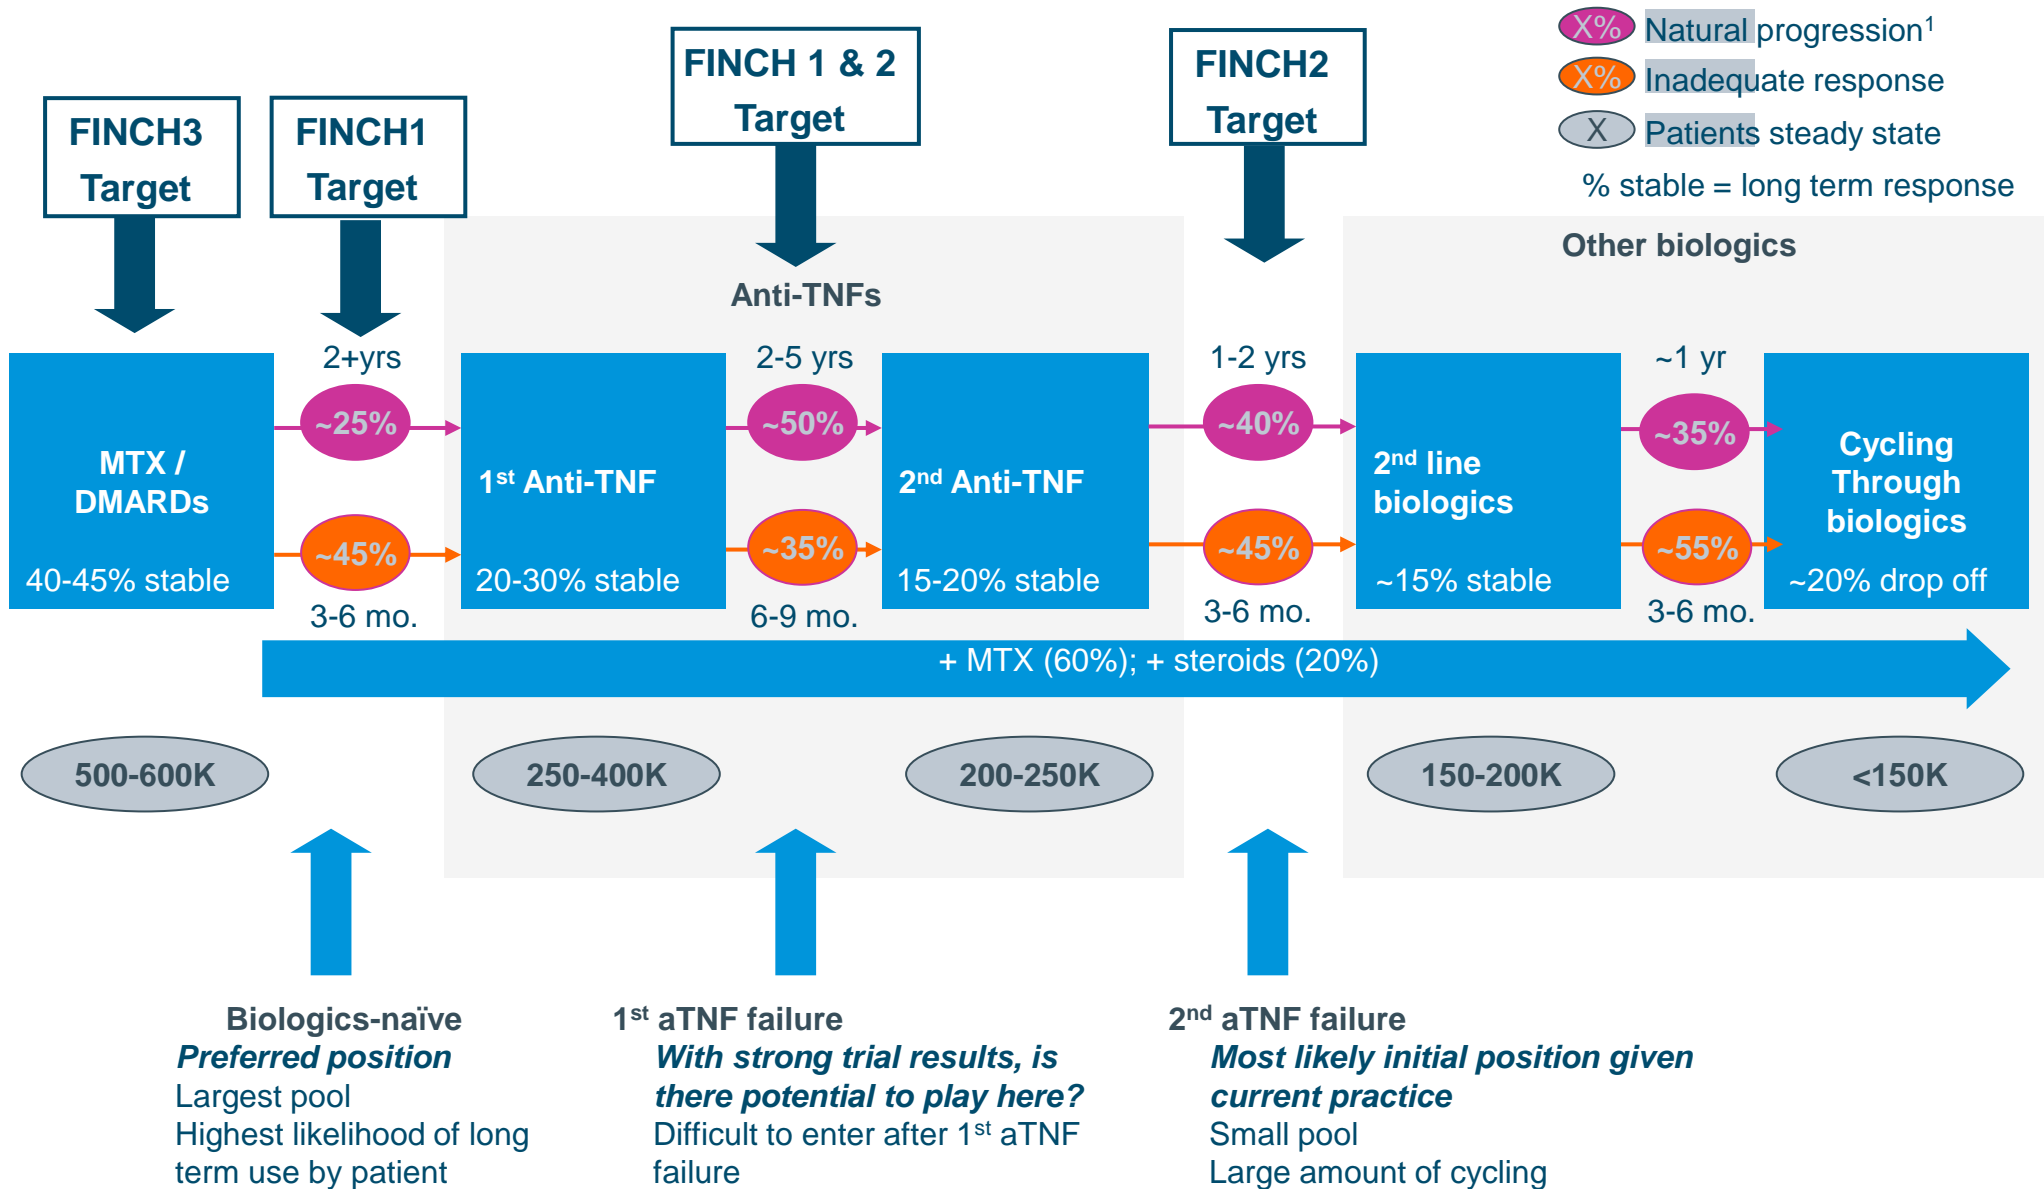 X% Natural progression¹
X% Inadequate response
X Patients steady state
% stable = long term response
FINCH3
Target
FINCH1
Target
FINCH 1 & 2
Target
FINCH2
Target
Anti-TNFs
Other biologics
MTX /
DMARDs
40-45% stable
2+yrs
~25%
~45%
3-6 mo.
1st Anti-TNF
20-30% stable
2-5 yrs
~50%
~35%
6-9 mo.
2nd Anti-TNF
15-20% stable
1-2 yrs
~40%
~45%
3-6 mo.
2nd line
biologics
~15% stable
~1 yr
~35%
~55%
3-6 mo.
Cycling
Through
biologics
~20% drop off
+ MTX (60%); + steroids (20%)
500-600K
250-400K
200-250K
150-200K
<150K
Biologics-naïve
Preferred position
Largest pool
Highest likelihood of long
term use by patient
1st aTNF failure
With strong trial results, is
there potential to play here?
Difficult to enter after 1st aTNF
failure
2nd aTNF failure
Most likely initial position given
current practice
Small pool
Large amount of cycling